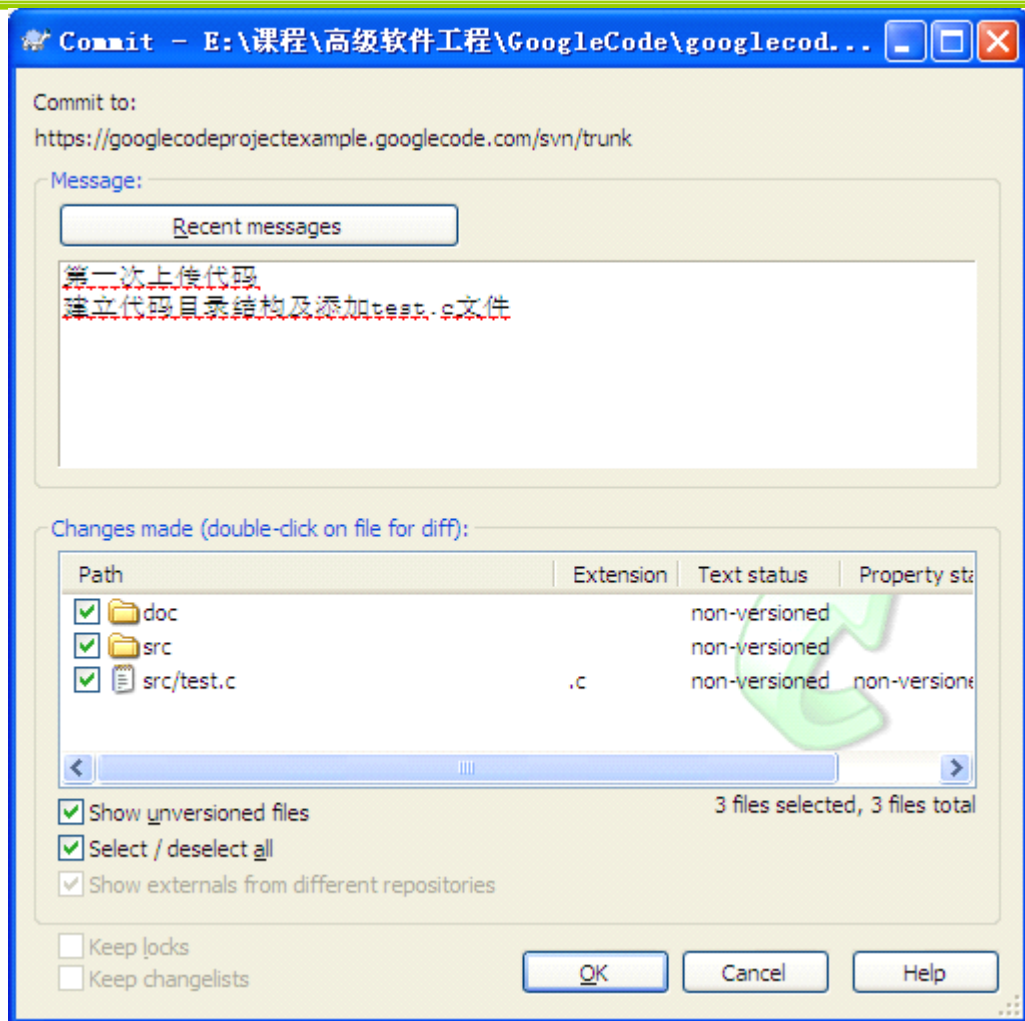 Commit - E:\课程\高级软件工程\GoogleCode\googlecod...
Commit to:
https://googlecodeprojectexample.googlecode.com/svn/trunk
Message:
Recent messages
第一次上传代码
建立代码目录结构及添加test.c文件
Changes made (double-click on file for diff):
Path Extension Text status Property sta
doc non-versioned
src non-versioned
src/test.c .c non-versioned non-versione
3 files selected, 3 files total
Show unversioned files
Select / deselect all
Show externals from different repositories
Keep locks
Keep changelists
OK Cancel Help